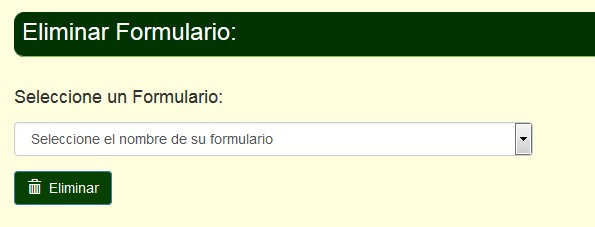 Eliminar Formulario:
Seleccione un Formulario:
Seleccione el nombre de su formulario
Eliminar